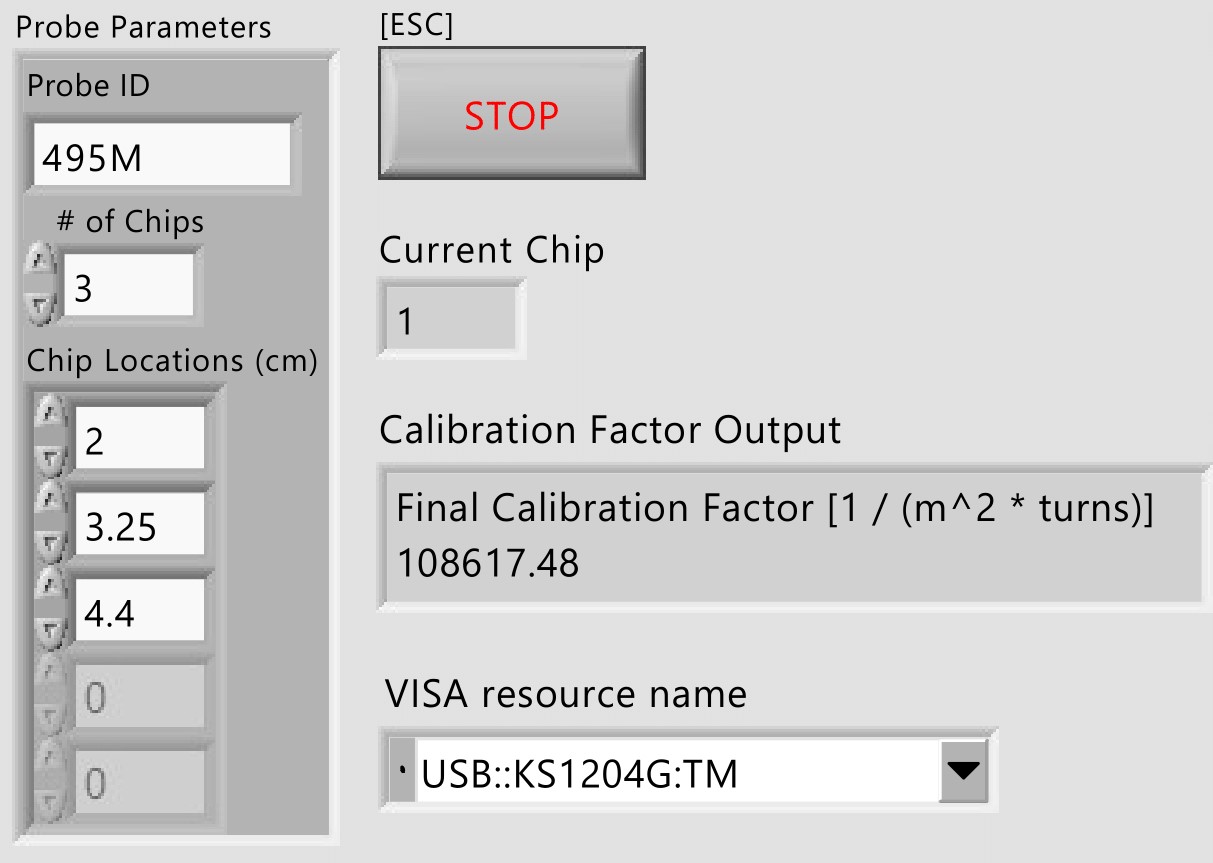 Probe Parameters
Probe ID
495M
# of Chips
3
Chip Locations (cm)
2
3.25
4.4
0
0
[ESC]
STOP
Current Chip
1
Calibration Factor Output
Final Calibration Factor [1 / (m^2 * turns)]
108617.48
VISA resource name
USB::KS1204G:TM